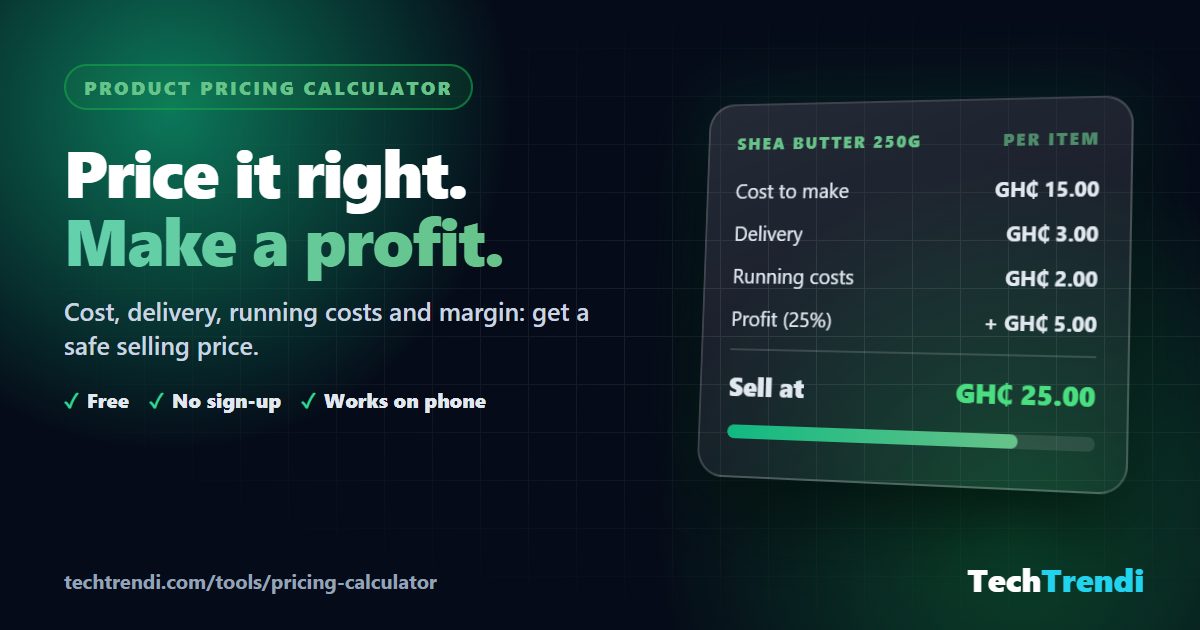 PRODUCT PRICING CALCULATOR
Price it right.
Make a profit.
Cost, delivery, running costs and margin: get a
safe selling price.
✓ Free ✓ No sign-up ✓ Works on phone
SHEA BUTTER 250G PER ITEM
Cost to make GH₵ 15.00
Delivery GH₵ 3.00
Running costs GH₵ 2.00
Profit (25%) + GH₵ 5.00
Sell at GH₵ 25.00
techtrendi.com/tools/pricing-calculator
TechTrendi